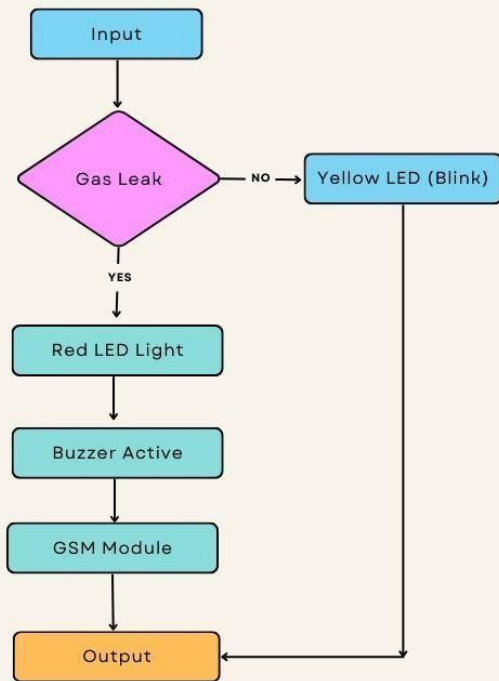 Input
Gas Leak
NO
Yellow LED (Blink)
YES
Red LED Light
Buzzer Active
GSM Module
Output